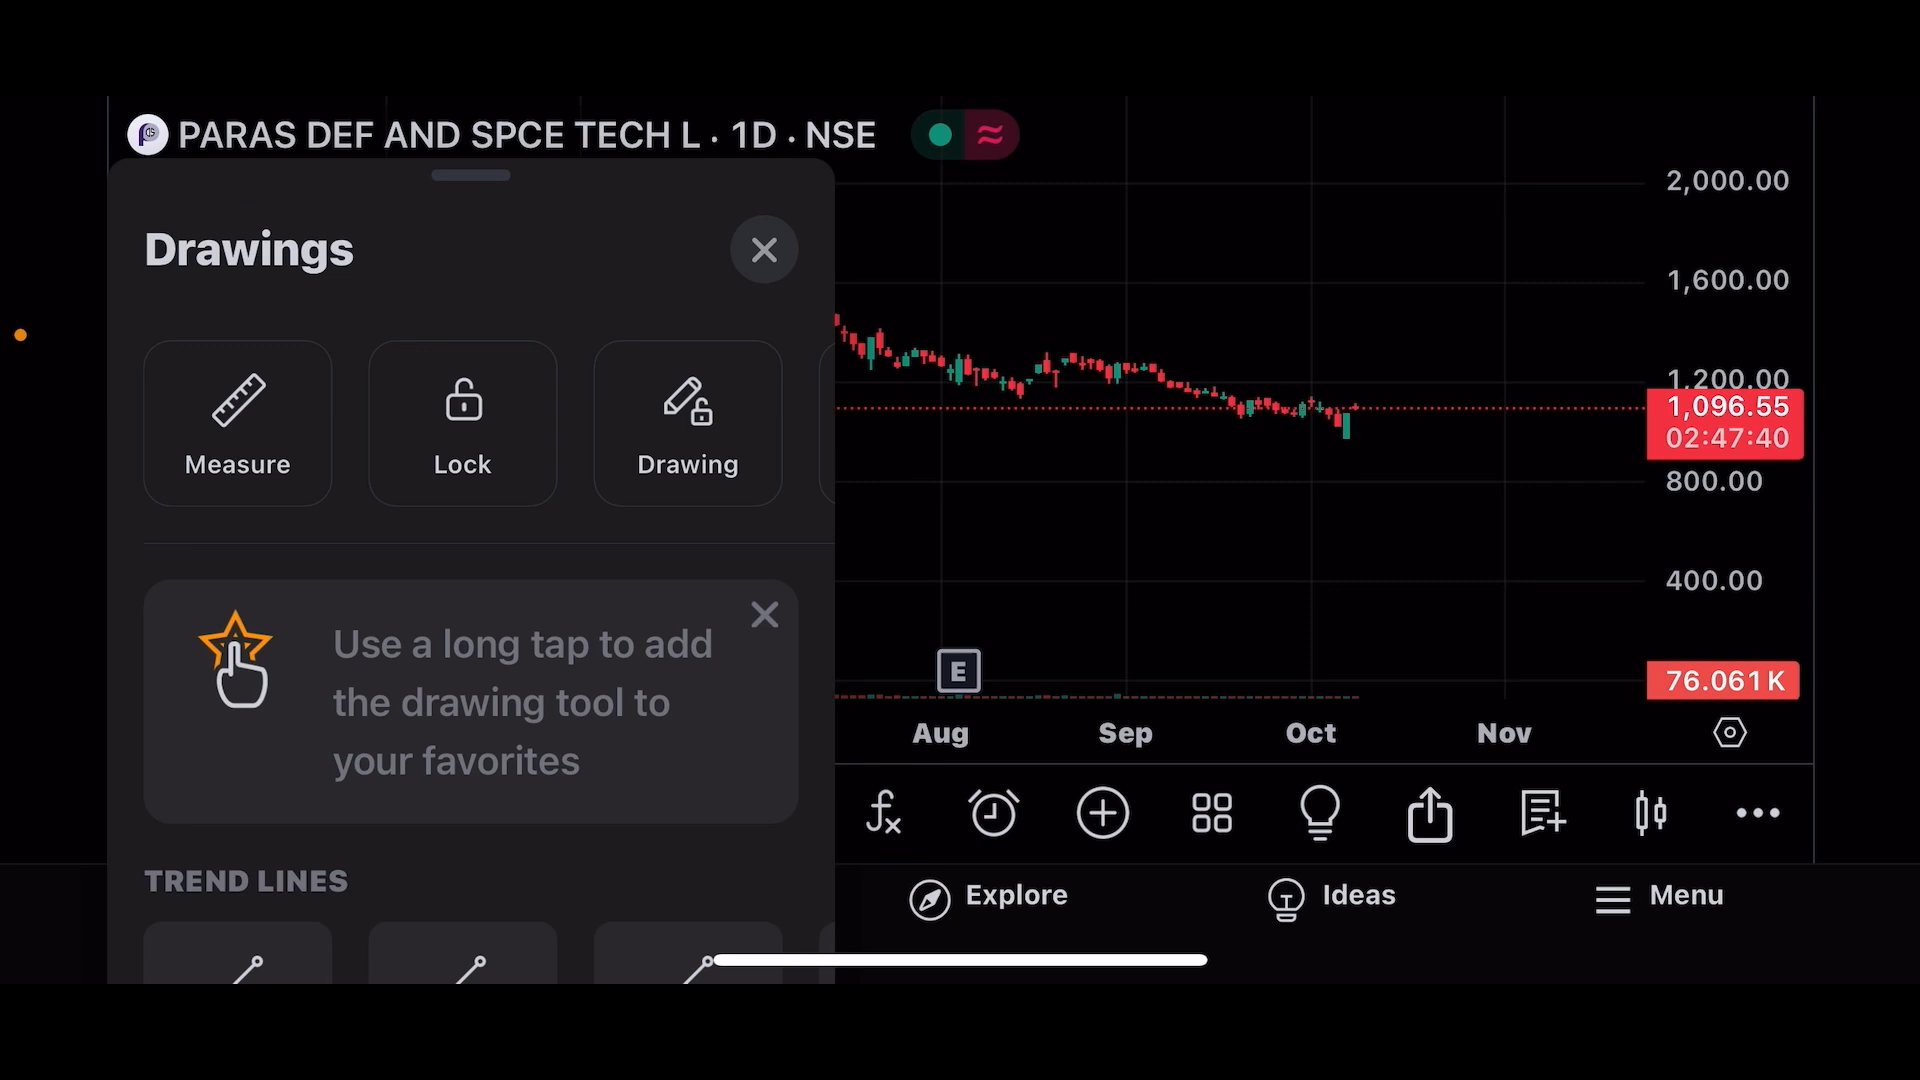 PARAS DEF AND SPCE TECH L · 1D · NSE
Drawings
Measure
Lock
Drawing
Use a long tap to add
the drawing tool to
your favorites
TREND LINES
2,000.00
1,600.00
1,200.00
1,096.55
02:47:40
800.00
400.00
E
76.061K
Aug
Sep
Oct
Nov
Explore
Ideas
Menu